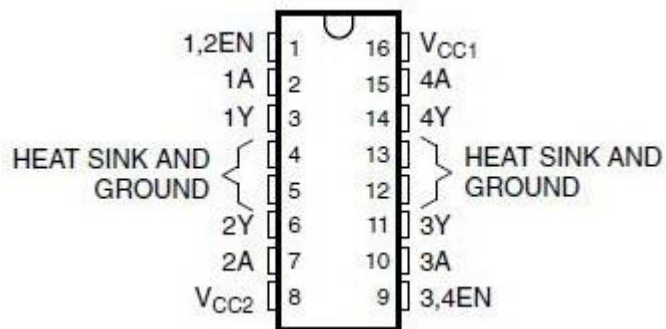 1,2EN 1 16 VCC1
1A 2 15 4A
1Y 3 14 4Y
HEAT SINK AND
GROUND
4 13
5 12
HEAT SINK AND
GROUND
2Y 6 11 3Y
2A 7 10 3A
VCC2 8 9 3,4EN